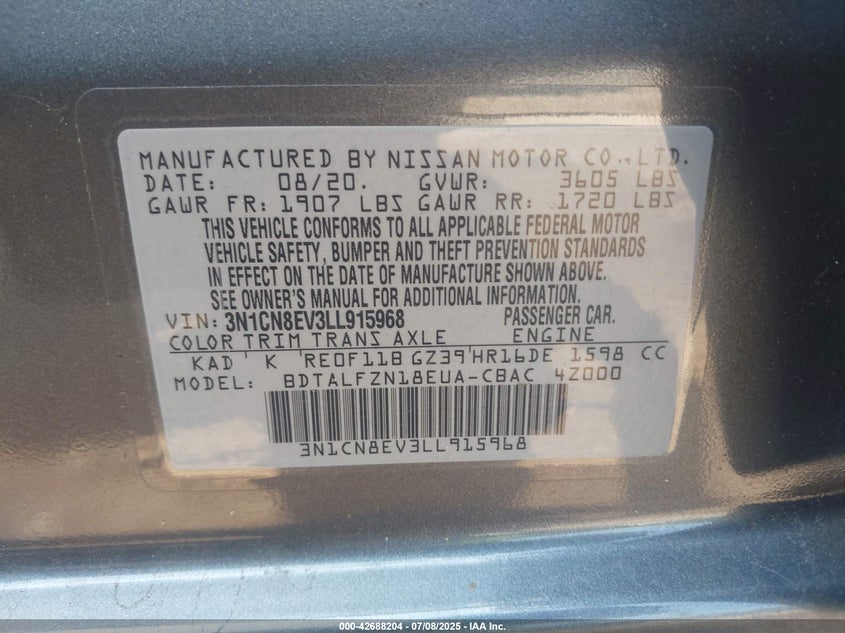 MANUFACTURED BY NISSAN MOTOR CO., LTD.
DATE: 08/20. GVWR: 3605 LBS
GAWR FR: 1907 LBS GAWR RR: 1720 LBS
THIS VEHICLE CONFORMS TO ALL APPLICABLE FEDERAL MOTOR
VEHICLE SAFETY, BUMPER AND THEFT PREVENTION STANDARDS
IN EFFECT ON THE DATE OF MANUFACTURE SHOWN ABOVE.
SEE OWNER'S MANUAL FOR ADDITIONAL INFORMATION.
VIN: 3N1CN8EV3LL915968 PASSENGER CAR.
COLOR TRIM TRANS AXLE ENGINE
KAD K RE0F11B GZ39 HR16DE 1598 CC
MODEL: BDTALFZN18EUA-CBAC 4Z000
3N1CN8EV3LL915968
000-42688204 - 07/08/2025 - IAA Inc.